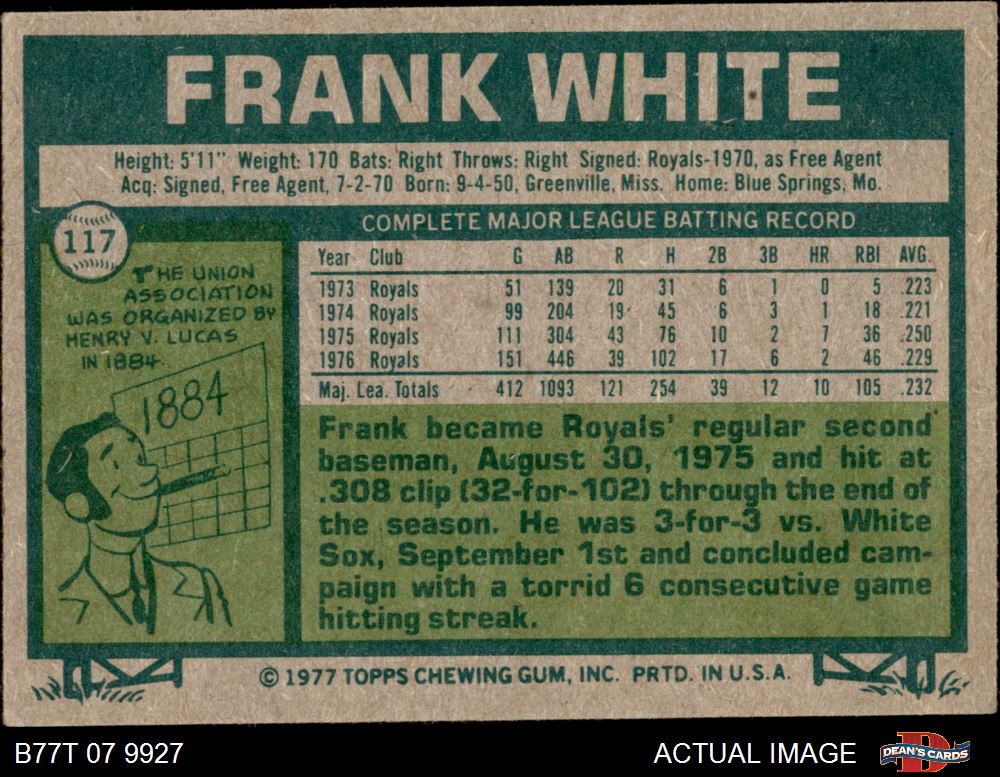 FRANK WHITE
Height: 5'11" Weight: 170 Bats: Right Throws: Right Signed: Royals-1970, as Free Agent
Acq: Signed, Free Agent, 7-2-70 Born: 9-4-50, Greenville, Miss. Home: Blue Springs, Mo.
117
THE UNION
ASSOCIATION
WAS ORGANIZED BY
HENRY V. LUCAS
IN 1884.
1884
COMPLETE MAJOR LEAGUE BATTING RECORD
Year Club G AB R H 2B 3B HR RBI AVG.
1973 Royals 51 139 20 31 6 1 0 5 .223
1974 Royals 99 204 19 45 6 3 1 18 .221
1975 Royals 111 304 43 76 10 2 7 36 .250
1976 Royals 151 446 39 102 17 6 2 46 .229
Maj. Lea. Totals 412 1093 121 254 39 12 10 105 .232
Frank became Royals' regular second
baseman, August 30, 1975 and hit at
.308 clip (32-for-102) through the end of
the season. He was 3-for-3 vs. White
Sox, September 1st and concluded cam-
paign with a torrid 6 consecutive game
hitting streak.
© 1977 TOPPS CHEWING GUM, INC. PRTD. IN U.S.A.
B77T 07 9927
ACTUAL IMAGE
D
DEAN'S CARDS